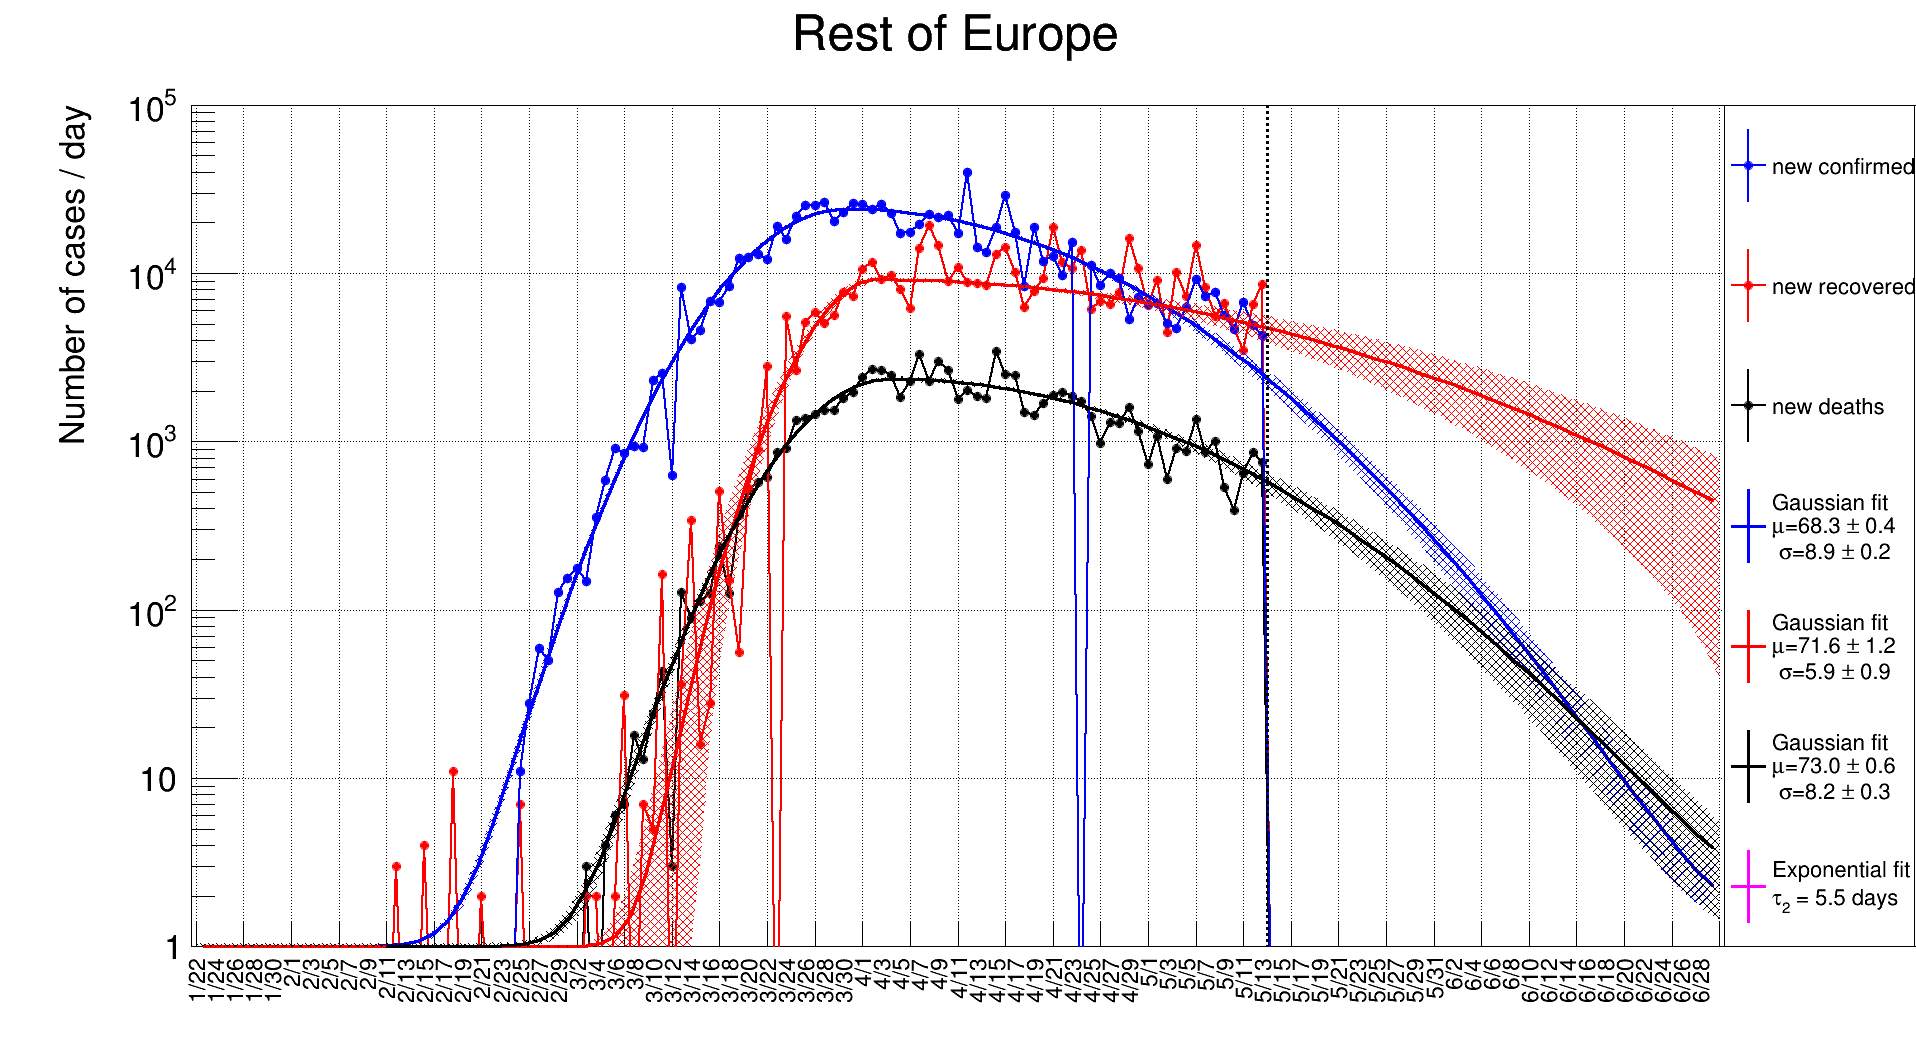 Rest of Europe
Number of cases / day
10^5
10^4
10^3
10^2
10
1
1/22 1/24 1/26 1/28 1/30 2/1 2/3 2/5 2/7 2/9 2/11 2/13 2/15 2/17 2/19 2/21 2/23 2/25 2/27 2/29 3/2 3/4 3/6 3/8 3/10 3/12 3/14 3/16 3/18 3/20 3/22 3/24 3/26 3/28 3/30 4/1 4/3 4/5 4/7 4/9 4/11 4/13 4/15 4/17 4/19 4/21 4/23 4/25 4/27 4/29 5/1 5/3 5/5 5/7 5/9 5/11 5/13 5/15 5/17 5/19 5/21 5/23 5/25 5/27 5/29 5/31 6/2 6/4 6/6 6/8 6/10 6/12 6/14 6/16 6/18 6/20 6/22 6/24 6/26 6/28
new confirmed
new recovered
new deaths
Gaussian fit
μ=68.3 ± 0.4
σ=8.9 ± 0.2
Gaussian fit
μ=71.6 ± 1.2
σ=5.9 ± 0.9
Gaussian fit
μ=73.0 ± 0.6
σ=8.2 ± 0.3
Exponential fit
τ₂ = 5.5 days